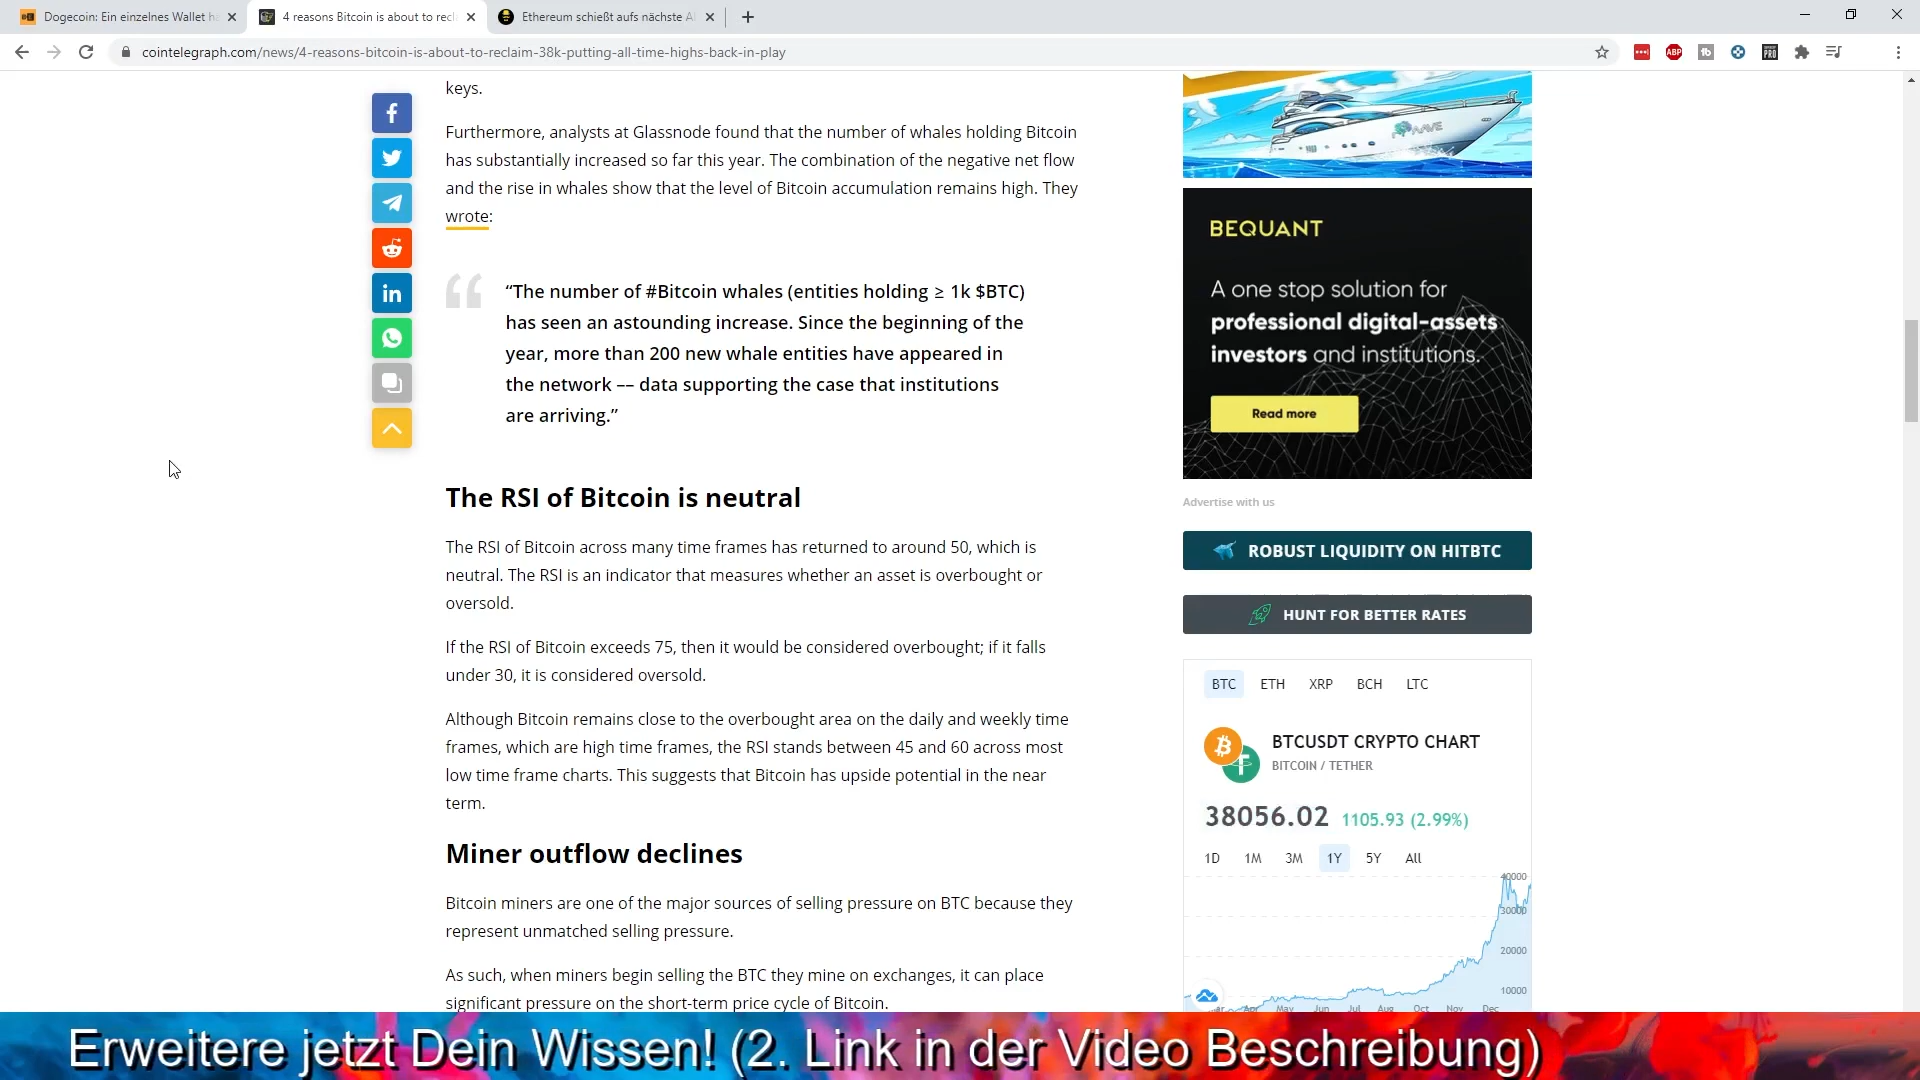 Dogecoin: Ein einzelnes Wallet h
4 reasons Bitcoin is about to recl
Ethereum schießt aufs nächste Al
cointelegraph.com/news/4-reasons-bitcoin-is-about-to-reclaim-38k-putting-all-time-highs-back-in-play
ABP
keys.
Furthermore, analysts at Glassnode found that the number of whales holding Bitcoin
has substantially increased so far this year. The combination of the negative net flow
and the rise in whales show that the level of Bitcoin accumulation remains high. They
wrote:
“The number of #Bitcoin whales (entities holding ≥ 1k $BTC)
has seen an astounding increase. Since the beginning of the
year, more than 200 new whale entities have appeared in
the network –– data supporting the case that institutions
are arriving.”
The RSI of Bitcoin is neutral
The RSI of Bitcoin across many time frames has returned to around 50, which is
neutral. The RSI is an indicator that measures whether an asset is overbought or
oversold.
If the RSI of Bitcoin exceeds 75, then it would be considered overbought; if it falls
under 30, it is considered oversold.
Although Bitcoin remains close to the overbought area on the daily and weekly time
frames, which are high time frames, the RSI stands between 45 and 60 across most
low time frame charts. This suggests that Bitcoin has upside potential in the near
term.
Miner outflow declines
Bitcoin miners are one of the major sources of selling pressure on BTC because they
represent unmatched selling pressure.
As such, when miners begin selling the BTC they mine on exchanges, it can place
significant pressure on the short-term price cycle of Bitcoin.
BEQUANT
A one stop solution for
professional digital-assets
investors and institutions.
Read more
Advertise with us
ROBUST LIQUIDITY ON HITBTC
HUNT FOR BETTER RATES
BTC ETH XRP BCH LTC
BTCUSDT CRYPTO CHART
BITCOIN / TETHER
38056.02 1105.93 (2.99%)
1D 1M 3M 1Y 5Y All
40000
30000
20000
10000
Apr May Jun Jul Aug Oct Nov Dec
Erweitere jetzt Dein Wissen! (2. Link in der Video Beschreibung)